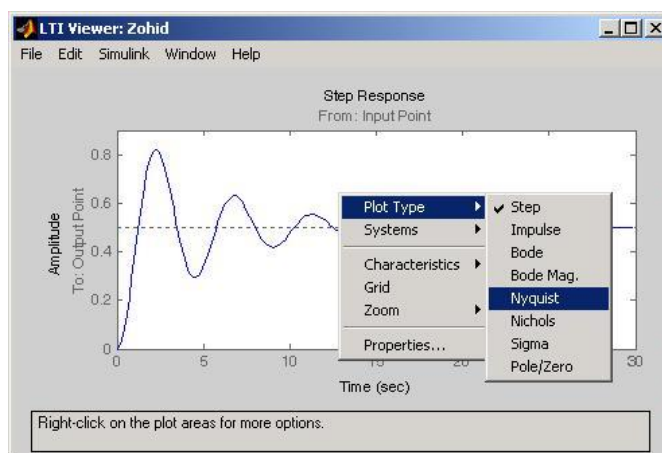 LTI Viewer: Zohid
File Edit Simulink Window Help
Step Response
From: Input Point
Amplitude
To: Output Point
0.8
0.6
0.4
0.2
0
0
5
10
15
20
25
30
Time (sec)
Plot Type
Systems
Characteristics
Grid
Zoom
Properties...
Step
Impulse
Bode
Bode Mag.
Nyquist
Nichols
Sigma
Pole/Zero
Right-click on the plot areas for more options.